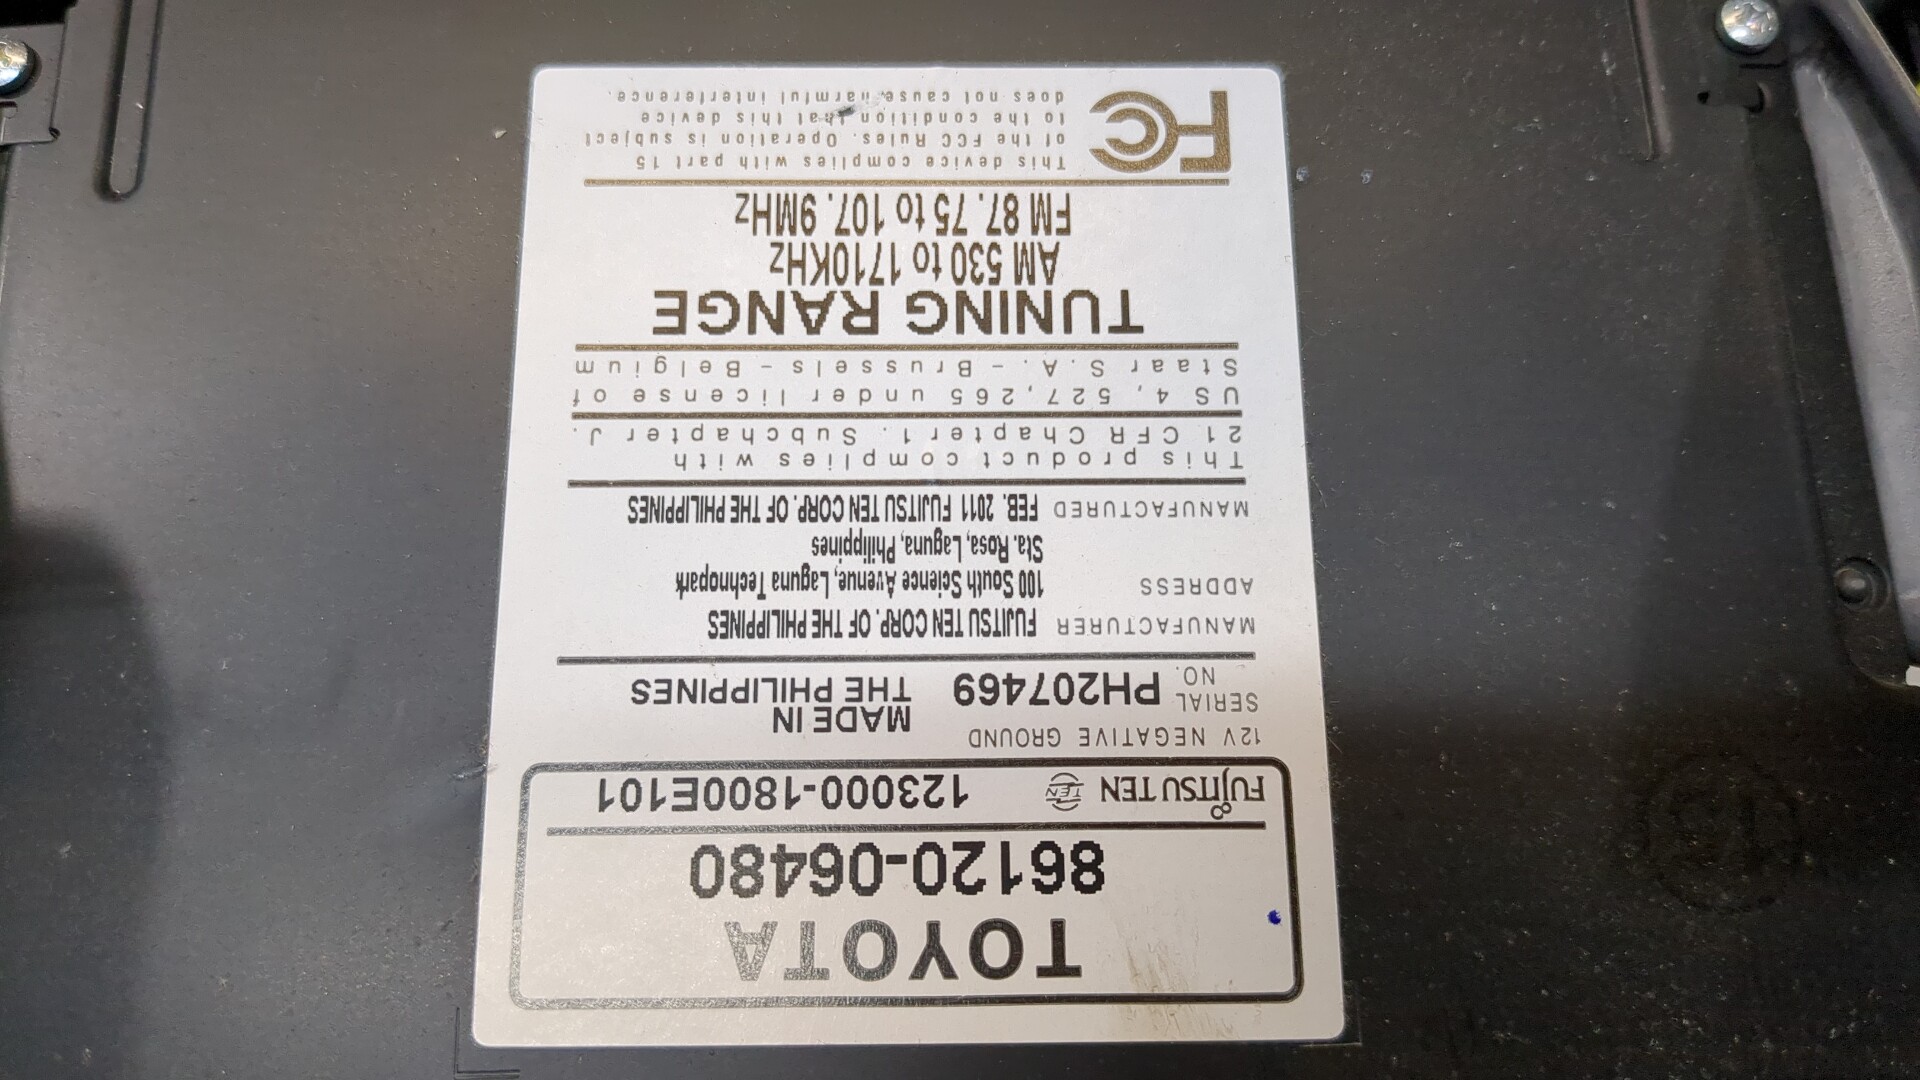 TOYOTA
86120-06480
FUJITSU TEN TEN 123000-1800E101
12V NEGATIVE GROUND
SERIAL NO. PH207469
MADE IN
THE PHILIPPINES
MANUFACTURER FUJITSU TEN CORP. OF THE PHILIPPINES
ADDRESS 100 South Science Avenue, Laguna Technopark
Sta. Rosa, Laguna, Philippines
MANUFACTURED FEB. 2011 FUJITSU TEN CORP. OF THE PHILIPPINES
This product complies with
21 CFR Chapter 1. Subchapter J.
US 4, 527, 265 under license of
Staar S.A. - Brussels - Belgium
TUNING RANGE
AM 530 to 1710KHz
FM 87.75 to 107.9MHz
FC
This device complies with part 15
of the FCC Rules. Operation is subject
to the condition that this device
does not cause harmful interference.